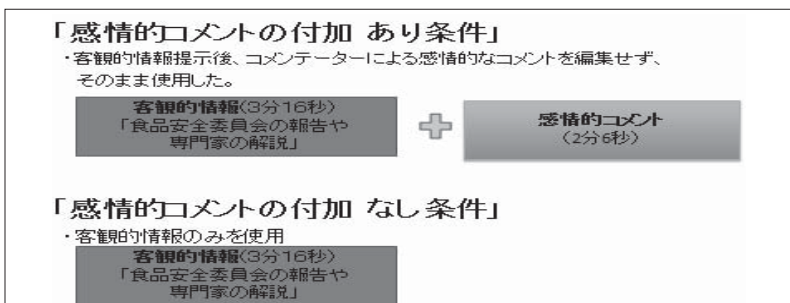 「感情的コメントの付加 あり条件」
・客観的情報提示後、コメンテーターによる感情的なコメントを編集せず、
そのまま使用した。
客観的情報(3分16秒)
「食品安全委員会の報告や
専門家の解説」
感情的コメント
(2分6秒)
「感情的コメントの付加 なし条件」
・客観的情報のみを使用
客観的情報(3分16秒)
「食品安全委員会の報告や
専門家の解説」